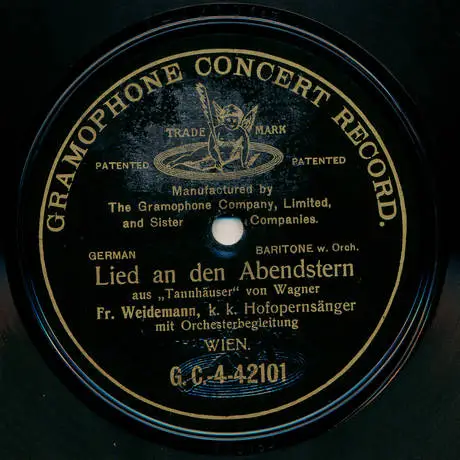 GRAMOPHONE CONCERT RECORD.
TRADE MARK
PATENTED PATENTED
Manufactured by
The Gramophone Company, Limited,
and Sister Companies.
GERMAN BARITONE w. Orch.
Lied an den Abendstern
aus „Tannhäuser" von Wagner
Fr. Wejdemann, k. k. Hofopernsänger
mit Orchesterbegleitung
WIEN.
G. C.-4-42101